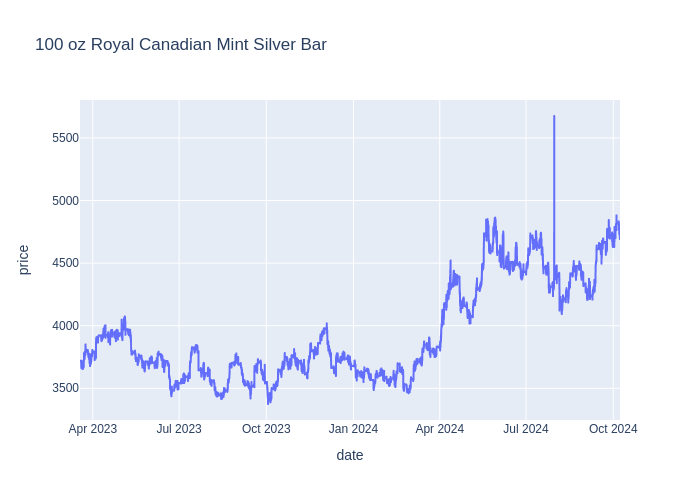 100 oz Royal Canadian Mint Silver Bar
price
5500
5000
4500
4000
3500
Apr 2023 Jul 2023 Oct 2023 Jan 2024 Apr 2024 Jul 2024 Oct 2024
date